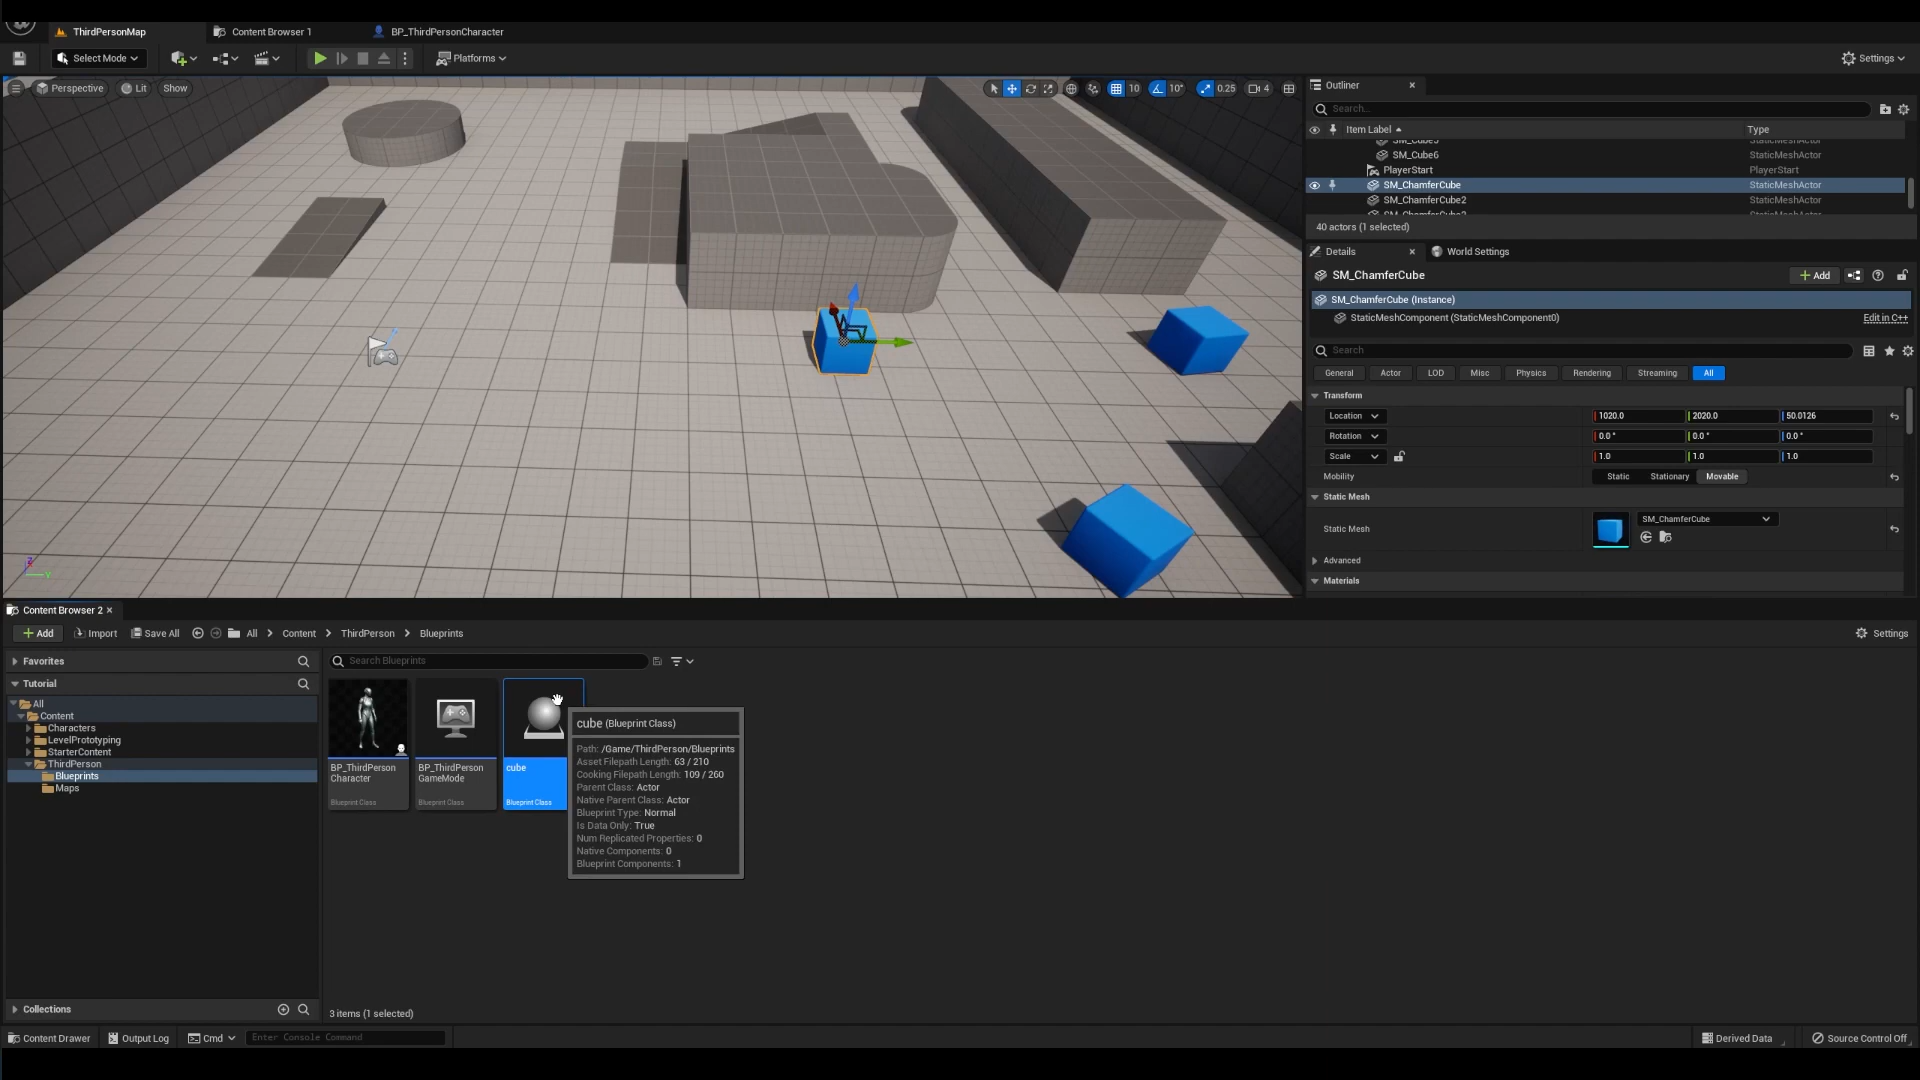 ThirdPersonMap
Content Browser 1
BP_ThirdPersonCharacter
Select Mode
Platforms
Settings
Perspective
Lit
Show
10
10°
0.25
4
Outliner
Search...
Item Label
Type
SM_Cube5
StaticMeshActor
SM_Cube6
StaticMeshActor
PlayerStart
PlayerStart
SM_ChamferCube
StaticMeshActor
SM_ChamferCube2
StaticMeshActor
40 actors (1 selected)
Details
World Settings
SM_ChamferCube
+ Add
SM_ChamferCube (Instance)
StaticMeshComponent (StaticMeshComponent0)
Edit in C++
Search
General
Actor
LOD
Misc
Physics
Rendering
Streaming
All
Transform
Location
1020.0
2020.0
50.0126
Rotation
0.0 °
0.0 °
0.0 °
Scale
1.0
1.0
1.0
Mobility
Static
Stationary
Movable
Static Mesh
Static Mesh
SM_ChamferCube
Advanced
Materials
Content Browser 2
+ Add
Import
Save All
All
Content
ThirdPerson
Blueprints
Settings
Favorites
Tutorial
All
Content
Characters
LevelPrototyping
StarterContent
ThirdPerson
Blueprints
Maps
Collections
Search Blueprints
BP_ThirdPerson
Character
Blueprint Class
BP_ThirdPerson
GameMode
Blueprint Class
cube
Blueprint Class
cube (Blueprint Class)
Path: /Game/ThirdPerson/Blueprints
Asset Filepath Length: 63 / 210
Cooking Filepath Length: 109 / 260
Parent Class: Actor
Native Parent Class: Actor
Blueprint Type: Normal
Is Data Only: True
Num Replicated Properties: 0
Native Components: 0
Blueprint Components: 1
3 items (1 selected)
Content Drawer
Output Log
Cmd
Enter Console Command
Derived Data
Source Control Off